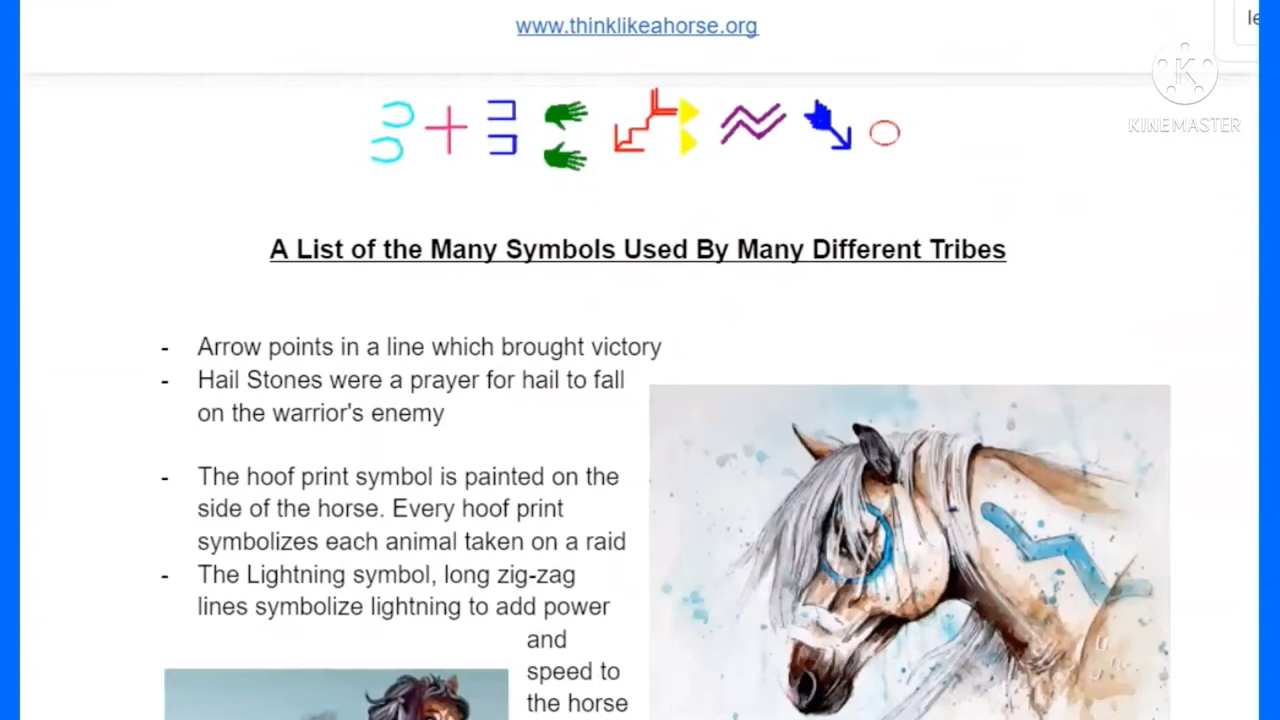 www.thinklikeahorse.org
le
K
KINEMASTER
A List of the Many Symbols Used By Many Different Tribes
- Arrow points in a line which brought victory
- Hail Stones were a prayer for hail to fall
on the warrior's enemy
- The hoof print symbol is painted on the
side of the horse. Every hoof print
symbolizes each animal taken on a raid
- The Lightning symbol, long zig-zag
lines symbolize lightning to add power
and
speed to
the horse